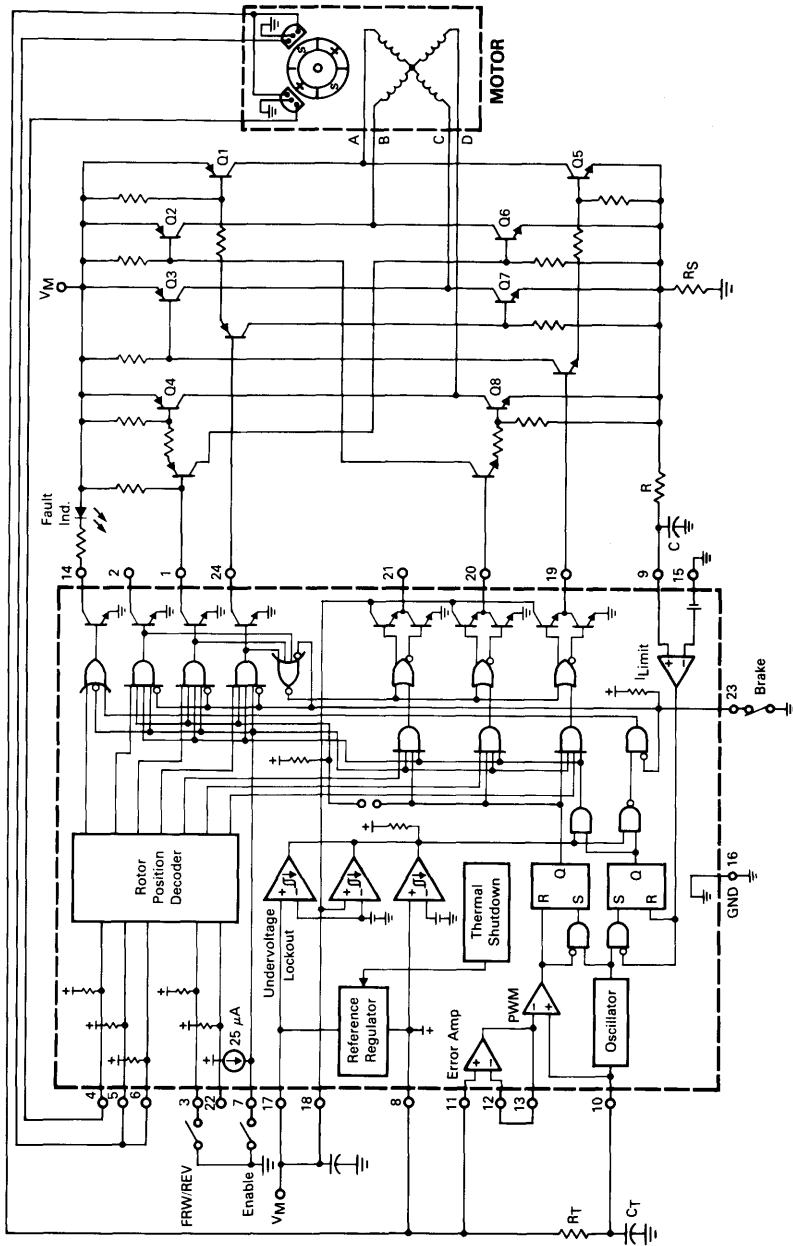 MOTOR
S
N
N
S
A
B
C
D
VM
Q1
Q2
Q3
Q4
Q5
Q6
Q7
Q8
RS
R
C
Fault
Ind.
14
2
1
24
21
20
19
9
15
23
Brake
16
GND
ILimit
Rotor
Position
Decoder
25 μA
Undervoltage
Lockout
Reference
Regulator
Thermal
Shutdown
Error Amp
PWM
Oscillator
R
S
Q
S
R
Q
4
5
6
3
22
7
17
18
8
11
12
13
10
FRW/REV
Enable
VM
RT
CT